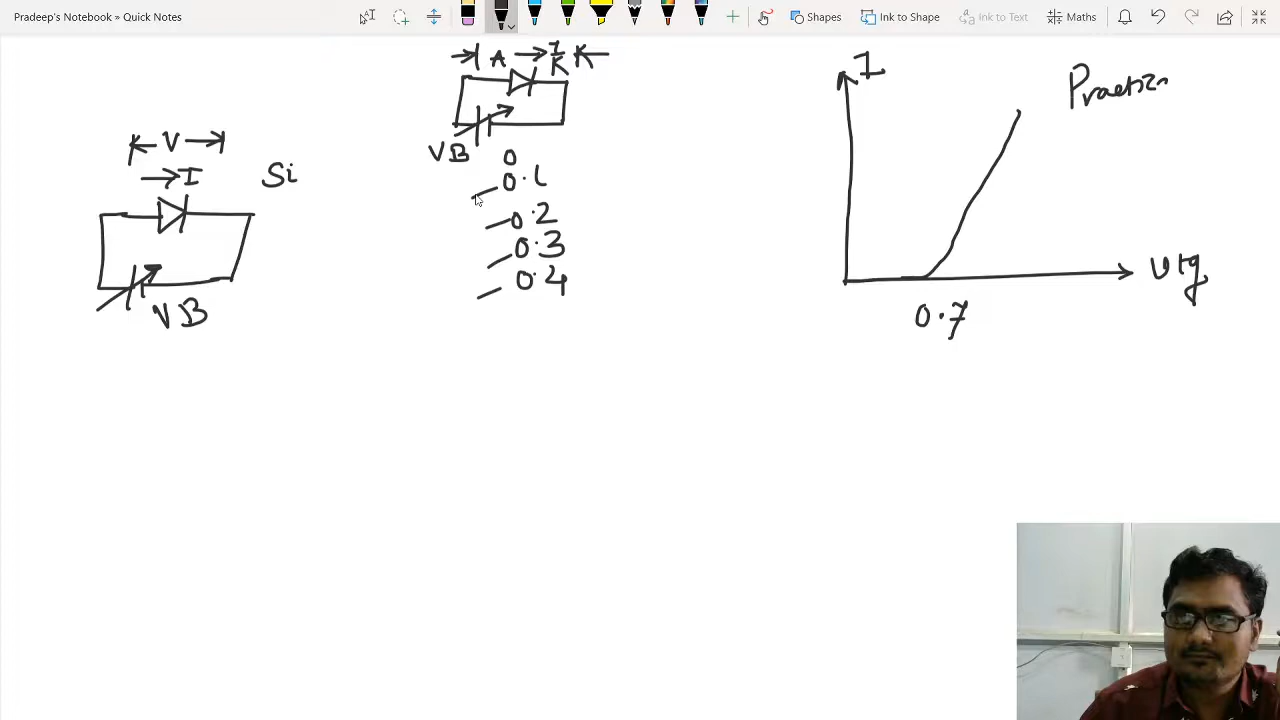 Pradeep's Notebook » Quick Notes
Shapes
Ink to Shape
Ink to Text
Maths
A I K
VB
0
0.1
0.2
0.3
0.4
V
I
Si
VB
I
Vtg
0.7